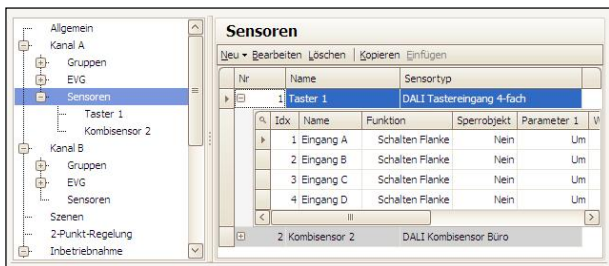 Allgemein
Kanal A
Gruppen
EVG
Sensoren
Taster 1
Kombisensor 2
Kanal B
Gruppen
EVG
Sensoren
Szenen
2-Punkt-Regelung
Inbetriebnahme
Sensoren
Neu Bearbeiten Löschen Kopieren Einfügen
Nr Name Sensortyp
1 Taster 1 DALI Tastereingang 4-fach
Idx Name Funktion Sperrobjekt Parameter 1
1 Eingang A Schalten Flanke Nein Um
2 Eingang B Schalten Flanke Nein Um
3 Eingang C Schalten Flanke Nein Um
4 Eingang D Schalten Flanke Nein Um
2 Kombisensor 2 DALI Kombisensor Büro